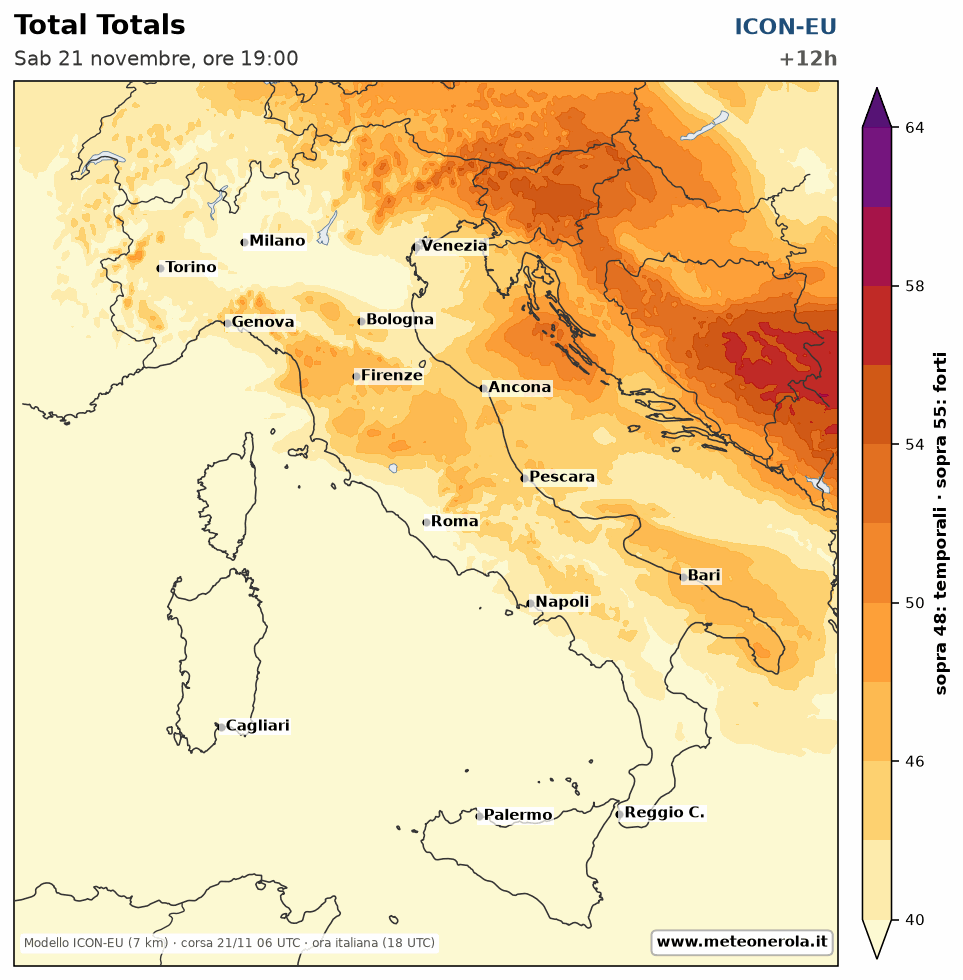 Total Totals
ICON-EU
Sab 21 novembre, ore 19:00
+12h
Milano
Venezia
Torino
Genova
Bologna
Firenze
Ancona
Pescara
Roma
Bari
Napoli
Cagliari
Palermo
Reggio C.
64
58
54
50
46
40
sopra 48: temporali · sopra 55: forti
Modello ICON-EU (7 km) · corsa 21/11 06 UTC · ora italiana (18 UTC)
www.meteonerola.it